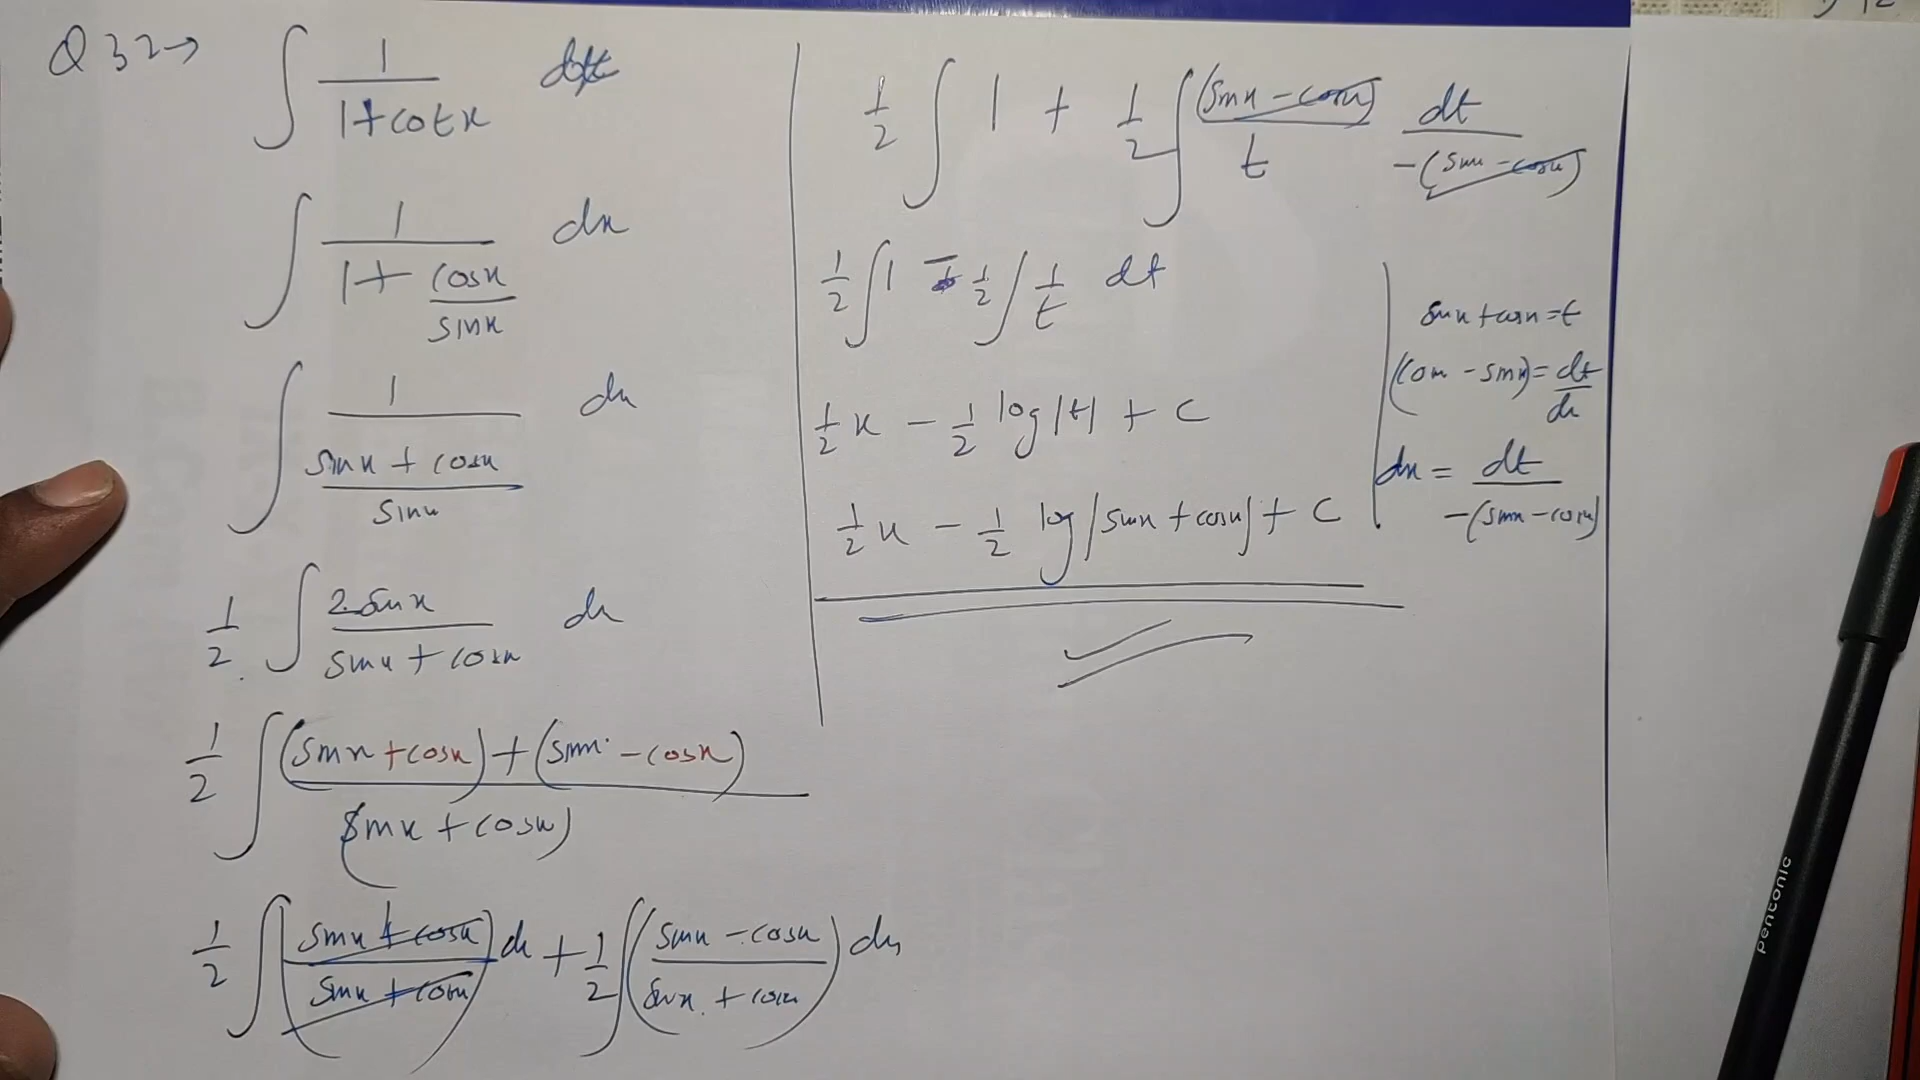 Q 32→ ∫ 1/(1+cotx) dx
∫ 1/(1+ cosx/sinx) dx
∫ 1/((sinx + cosx)/sinx) dx
1/2 ∫ 2 sinx/(sinx + cosx) dx
1/2 ∫ ((sinx+cosx)+(sinx - cosx))/(sinx + cosx)
1/2 ∫ ((sinx + cosx)/(sinx + cosx)) dx + 1/2 ∫ ((sinx - cosx)/(sinx + cosx)) dx
1/2 ∫ 1 + 1/2 ∫ (sinx - cosx)/t dt/-(sinx - cosx)
1/2 ∫ 1 - 1/2 ∫ 1/t dt
1/2 x - 1/2 log|t| + c
1/2 x - 1/2 log|sinx + cosx| + c
sinx + cosx = t
(cosx - sinx) = dt/dx
dx = dt/-(sinx - cosx)
pentonic